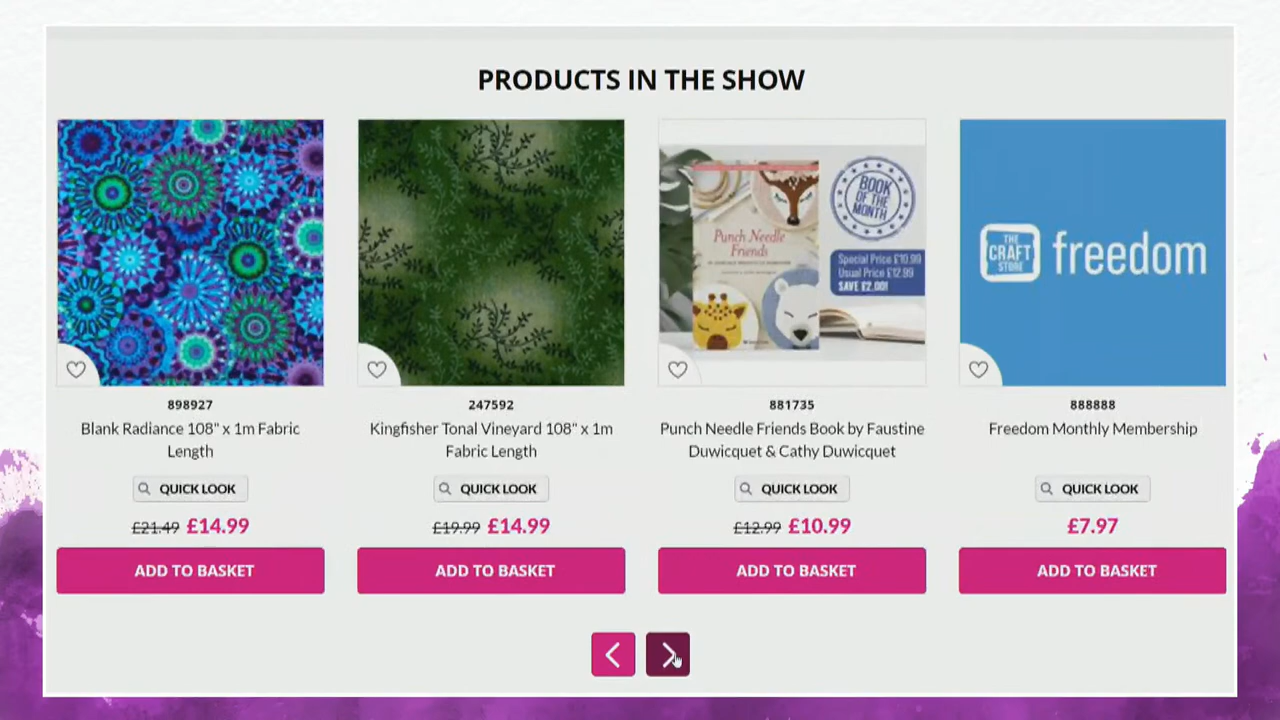 PRODUCTS IN THE SHOW
BOOK
OF THE
MONTH
Punch Needle
Friends
Special Price £10.99
Usual Price £12.99
SAVE £2.00!
THE
CRAFT
STORE
freedom
898927
Blank Radiance 108" x 1m Fabric
Length
QUICK LOOK
£21.49 £14.99
ADD TO BASKET
247592
Kingfisher Tonal Vineyard 108" x 1m
Fabric Length
QUICK LOOK
£19.99 £14.99
ADD TO BASKET
881735
Punch Needle Friends Book by Faustine
Duwicquet & Cathy Duwicquet
QUICK LOOK
£12.99 £10.99
ADD TO BASKET
888888
Freedom Monthly Membership
QUICK LOOK
£7.97
ADD TO BASKET